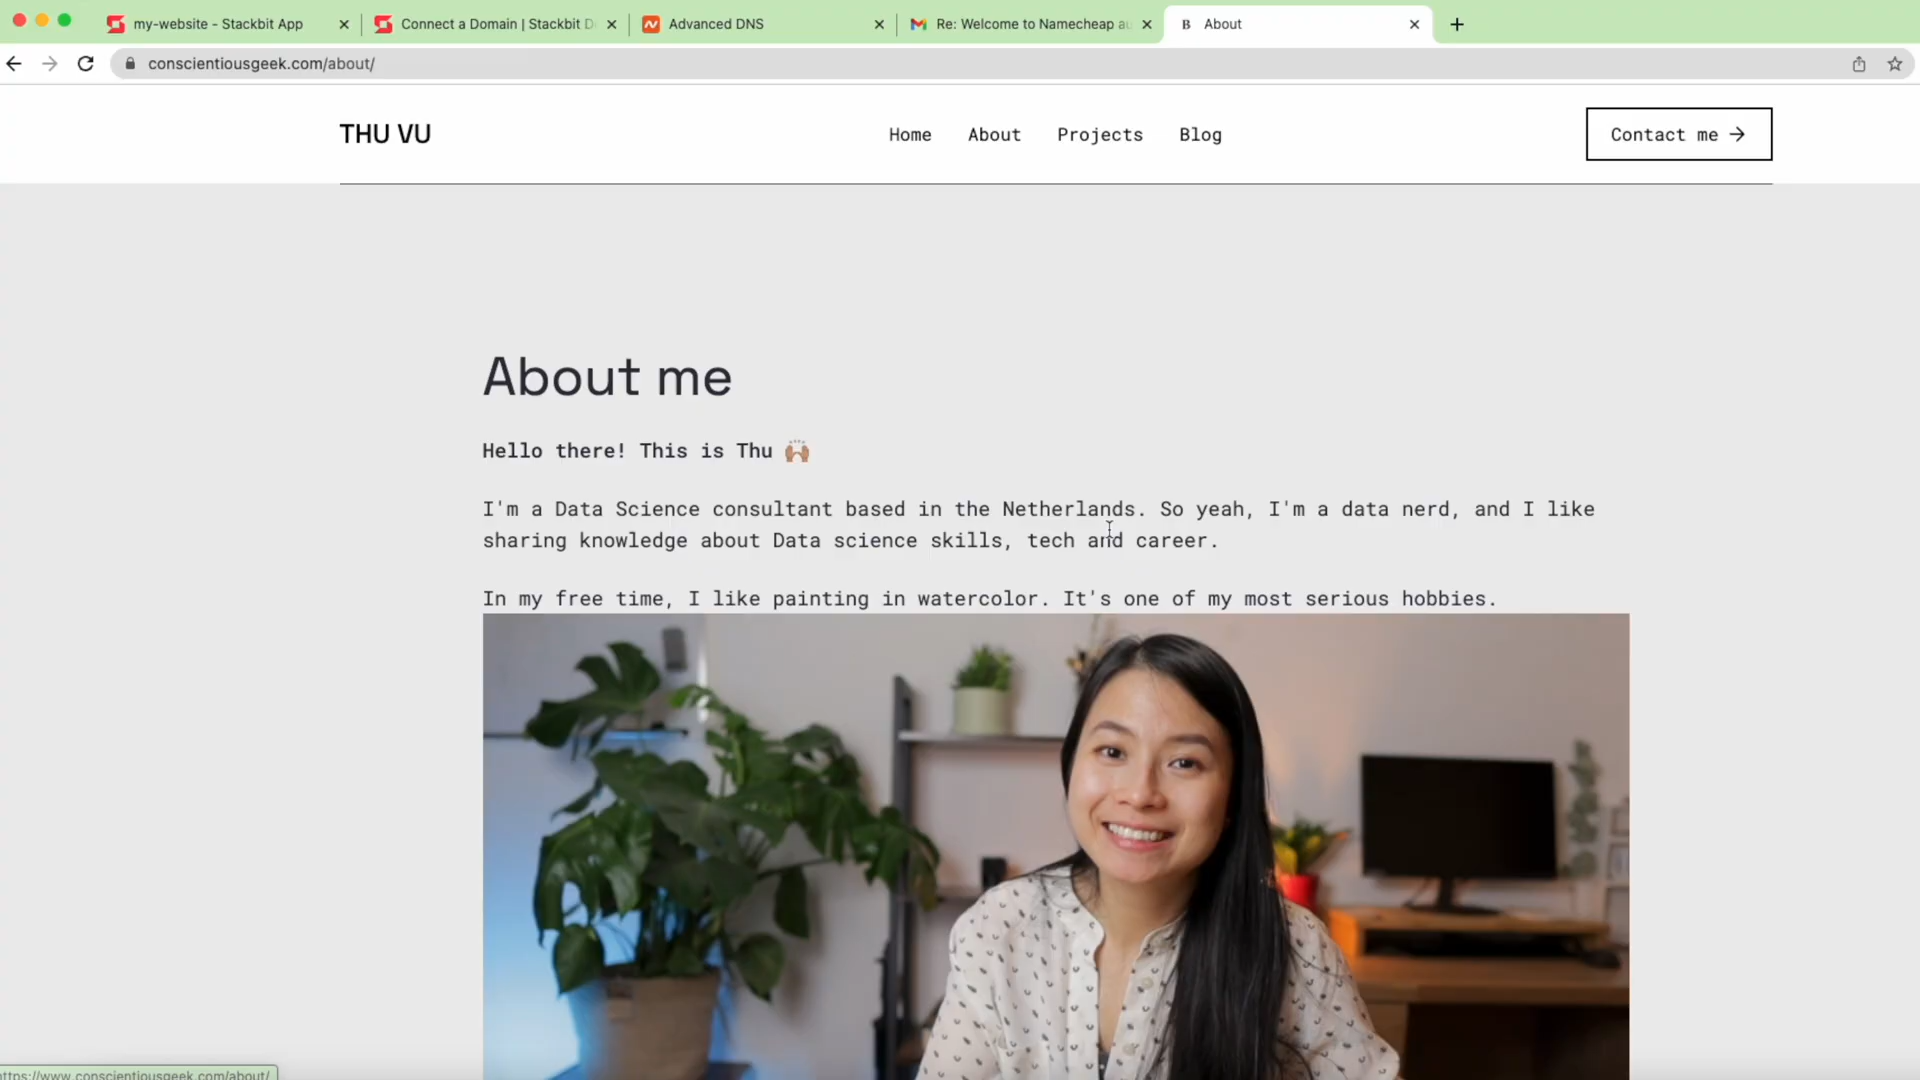 my-website - Stackbit App
Connect a Domain | Stackbit D
Advanced DNS
Re: Welcome to Namecheap au
B About
conscientiousgeek.com/about/
THU VU
Home About Projects Blog
Contact me →
About me
Hello there! This is Thu 🙌🏽
I'm a Data Science consultant based in the Netherlands. So yeah, I'm a data nerd, and I like
sharing knowledge about Data science skills, tech and career.
In my free time, I like painting in watercolor. It's one of my most serious hobbies.
https://www.conscientiousgeek.com/about/